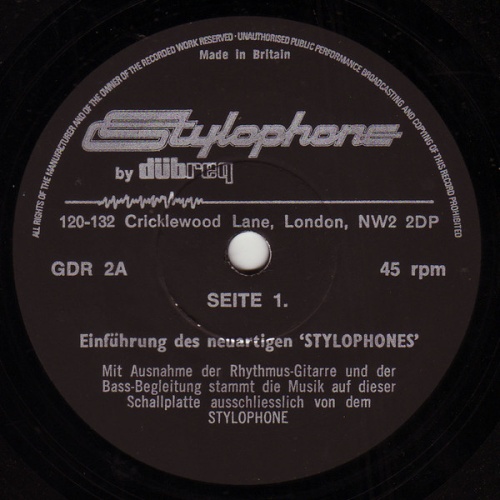 ALL RIGHTS OF THE MANUFACTURER AND OF THE OWNER OF THE RECORDED WORK RESERVED · UNAUTHORISED PUBLIC PERFORMANCE BROADCASTING AND COPYING OF THIS RECORD PROHIBITED
Made in Britain
Stylophone
by dübreq
120-132 Cricklewood Lane, London, NW2 2DP
GDR 2A 45 rpm
SEITE 1.
Einführung des neuartigen ‘STYLOPHONES’
Mit Ausnahme der Rhythmus-Gitarre und der
Bass-Begleitung stammt die Musik auf dieser
Schallplatte ausschliesslich von dem
STYLOPHONE